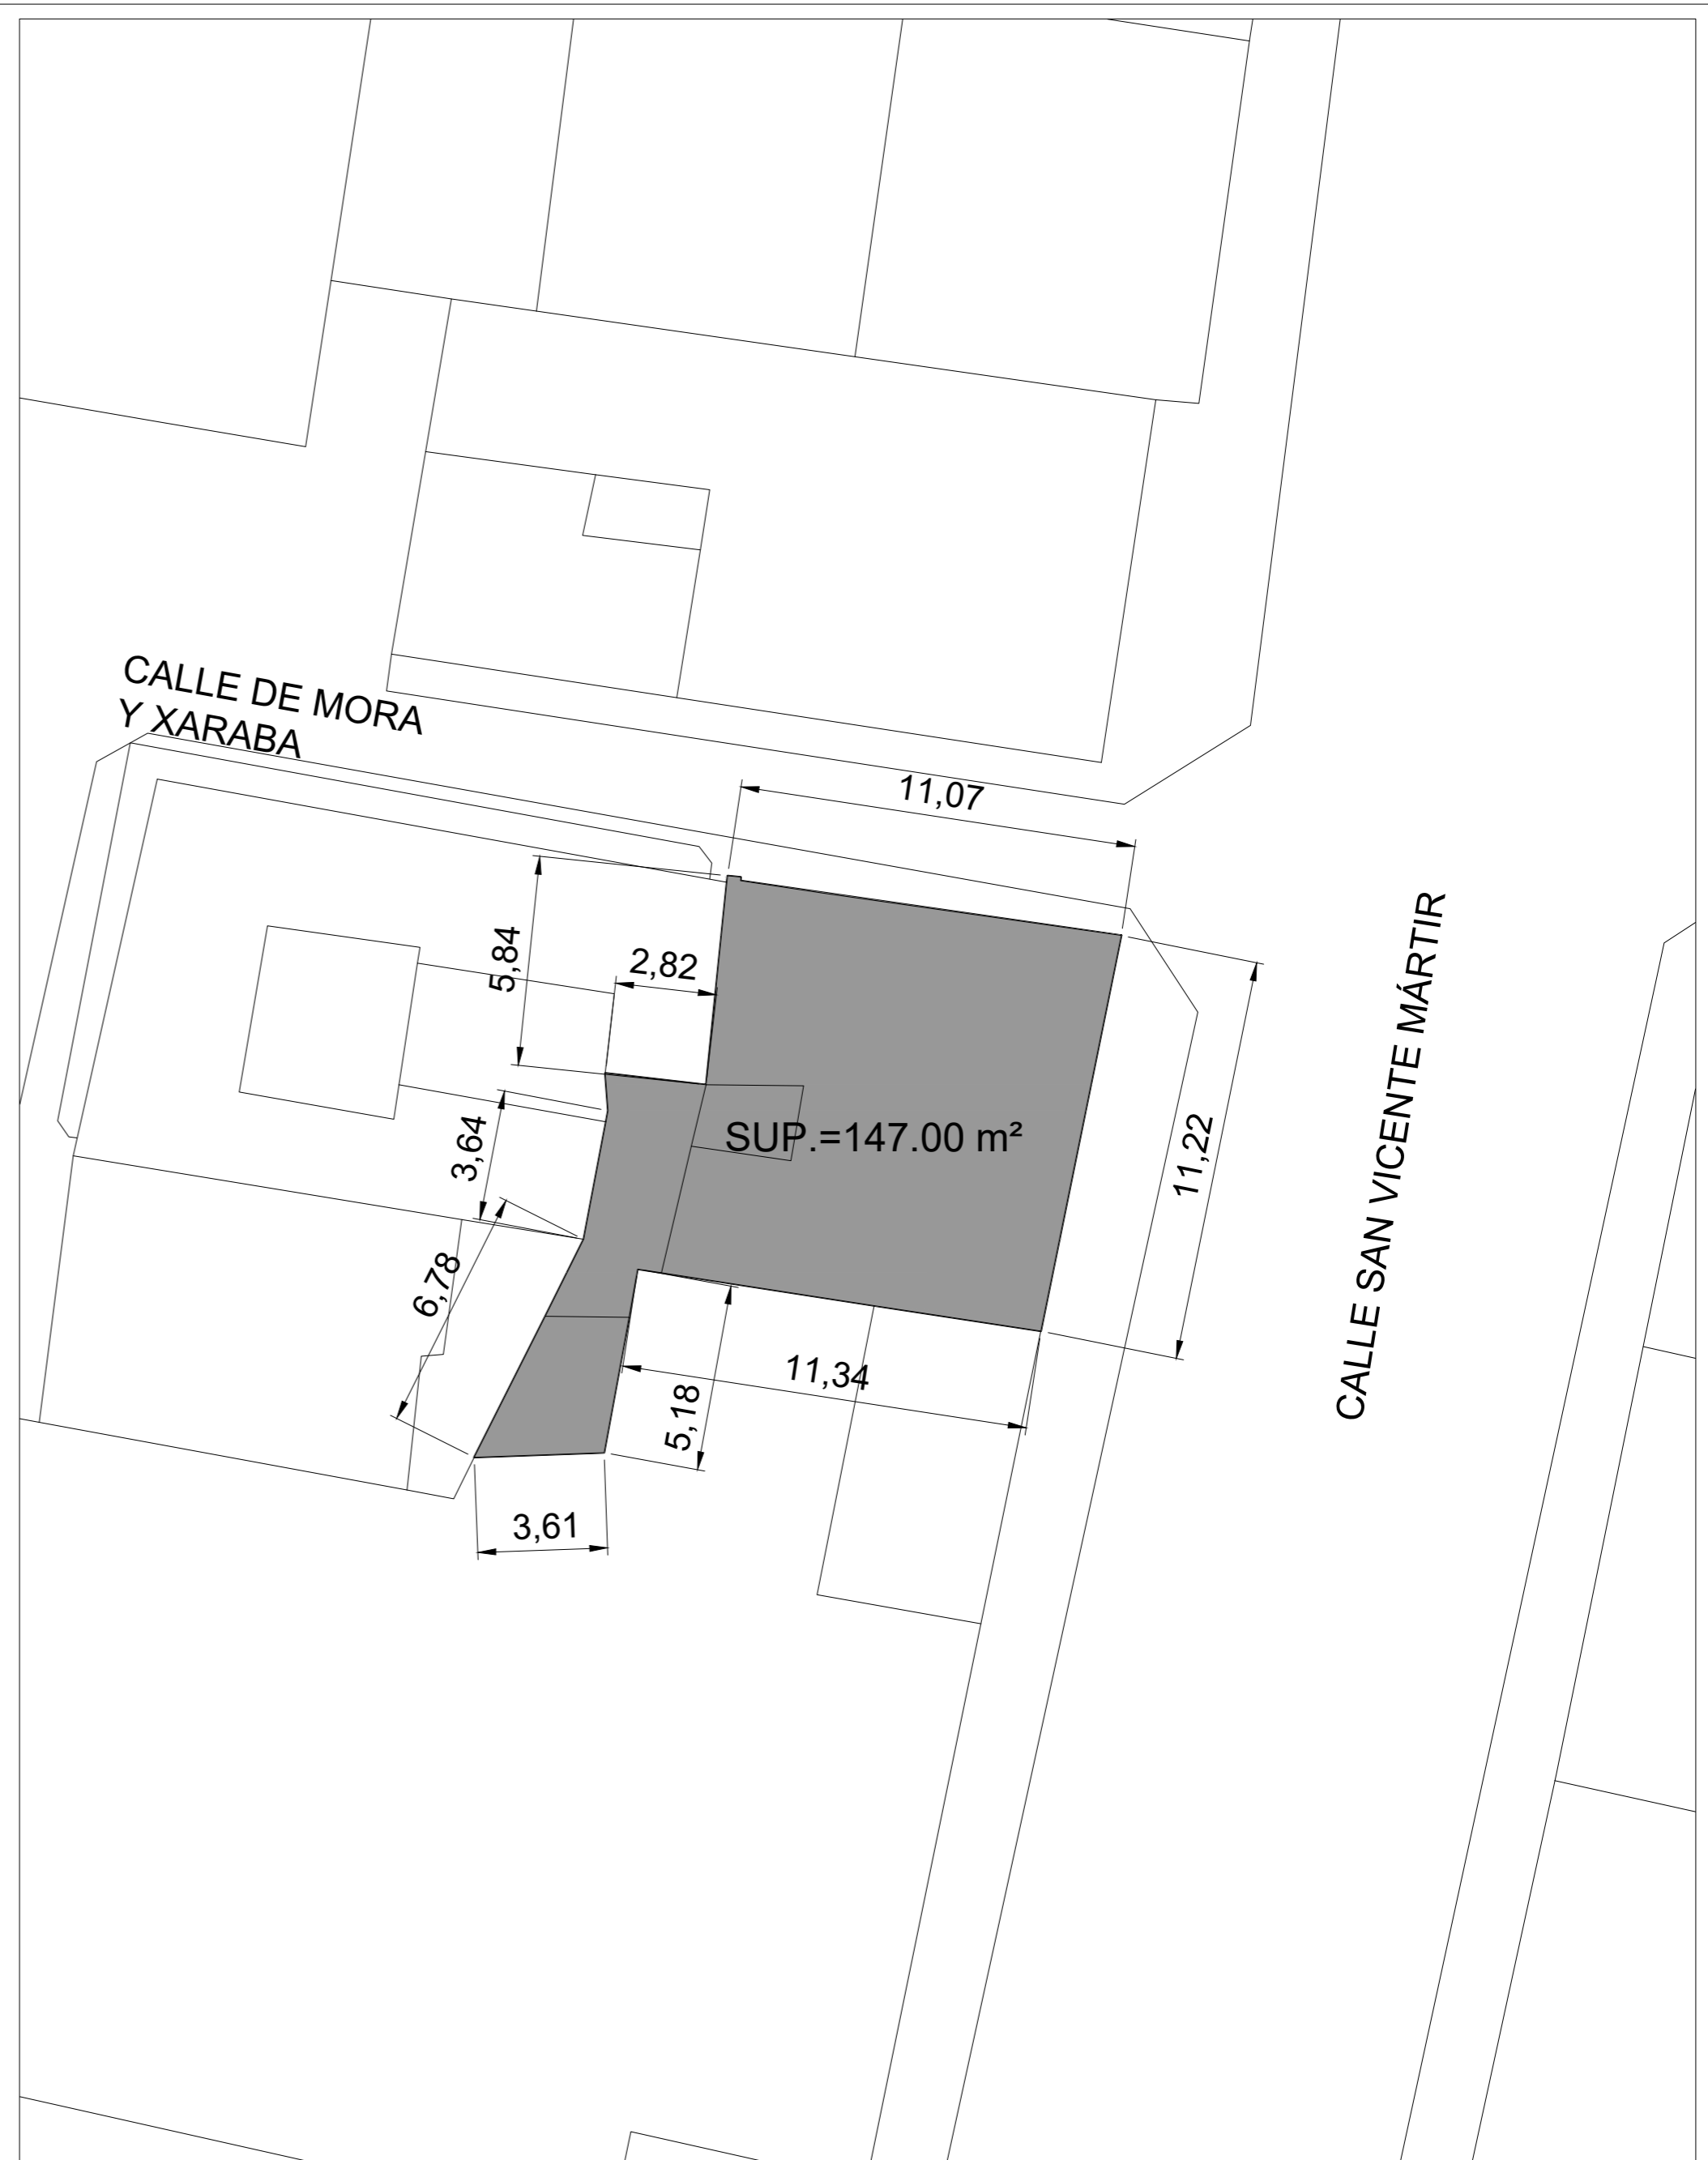 CALLE DE MORA
Y XARABA
11,07
5,84
2,82
CALLE SAN VICENTE MÁRTIR
3,64
SUP.=147.00 m²
11,22
6,78
11,34
5,18
3,61